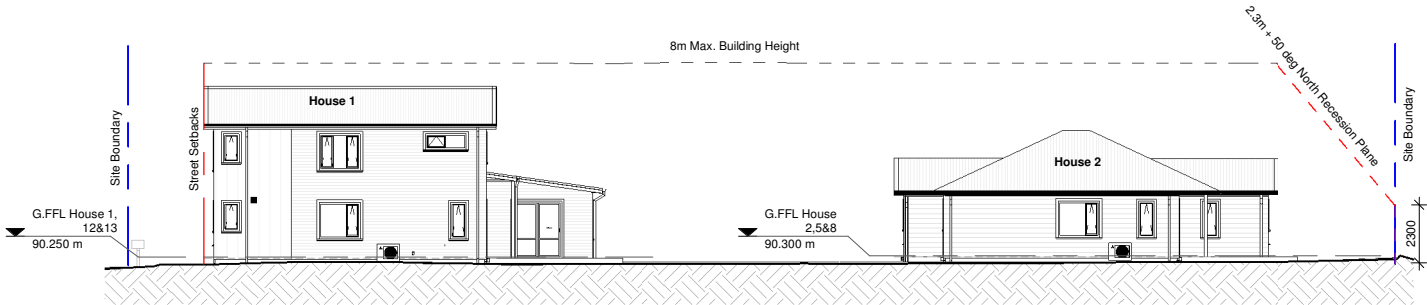 8m Max. Building Height
2.3m + 50 deg North Recession Plane
House 1
House 2
Site Boundary
Street Setbacks
Site Boundary
G.FFL House 1,
12&13
90.250 m
G.FFL House
2,5&8
90.300 m
2300